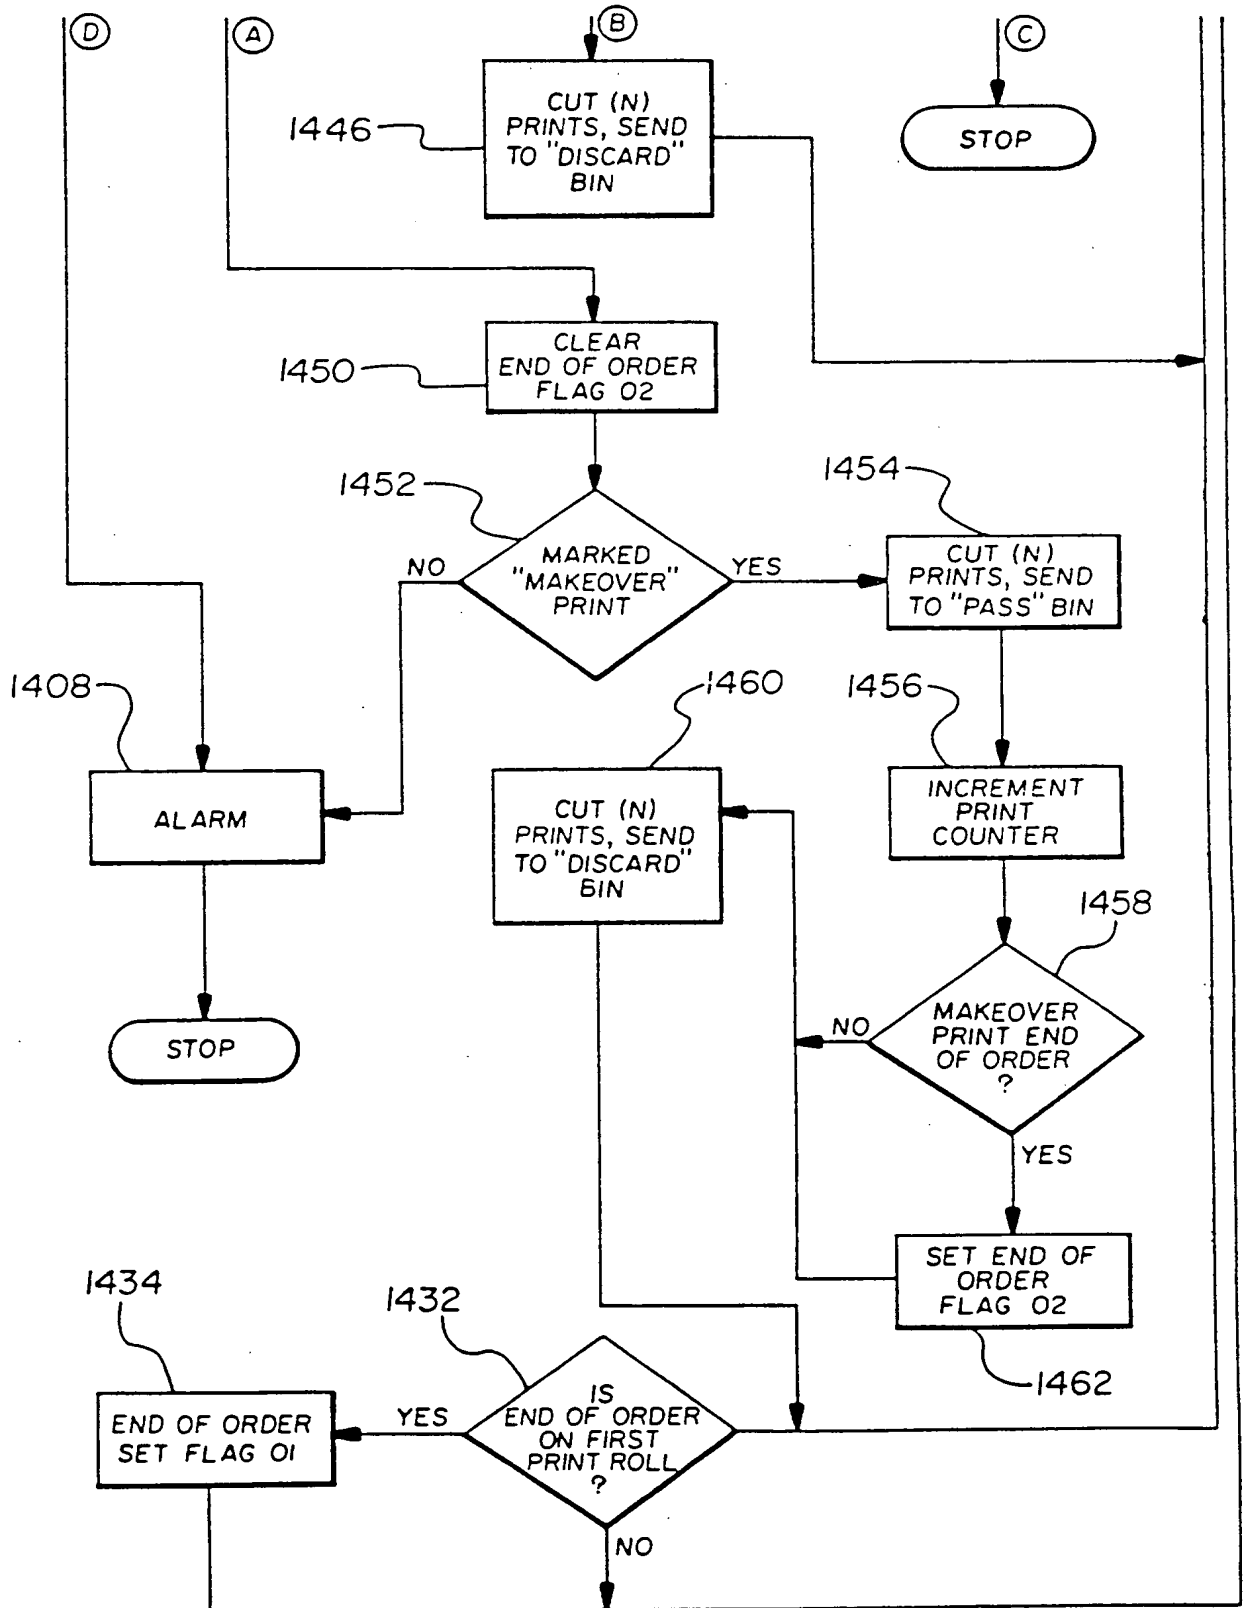 D
A
B
C
1446
CUT (N)
PRINTS, SEND
TO "DISCARD"
BIN
STOP
1450
CLEAR
END OF ORDER
FLAG 02
1452
MARKED
"MAKEOVER"
PRINT
NO
YES
1454
CUT (N)
PRINTS, SEND
TO "PASS" BIN
1408
ALARM
STOP
1460
CUT (N)
PRINTS, SEND
TO "DISCARD"
BIN
1456
INCREMENT
PRINT
COUNTER
1458
MAKEOVER
PRINT END
OF ORDER
?
NO
YES
SET END OF
ORDER
FLAG 02
1462
1434
END OF ORDER
SET FLAG 01
1432
IS
END OF ORDER
ON FIRST
PRINT ROLL
?
YES
NO